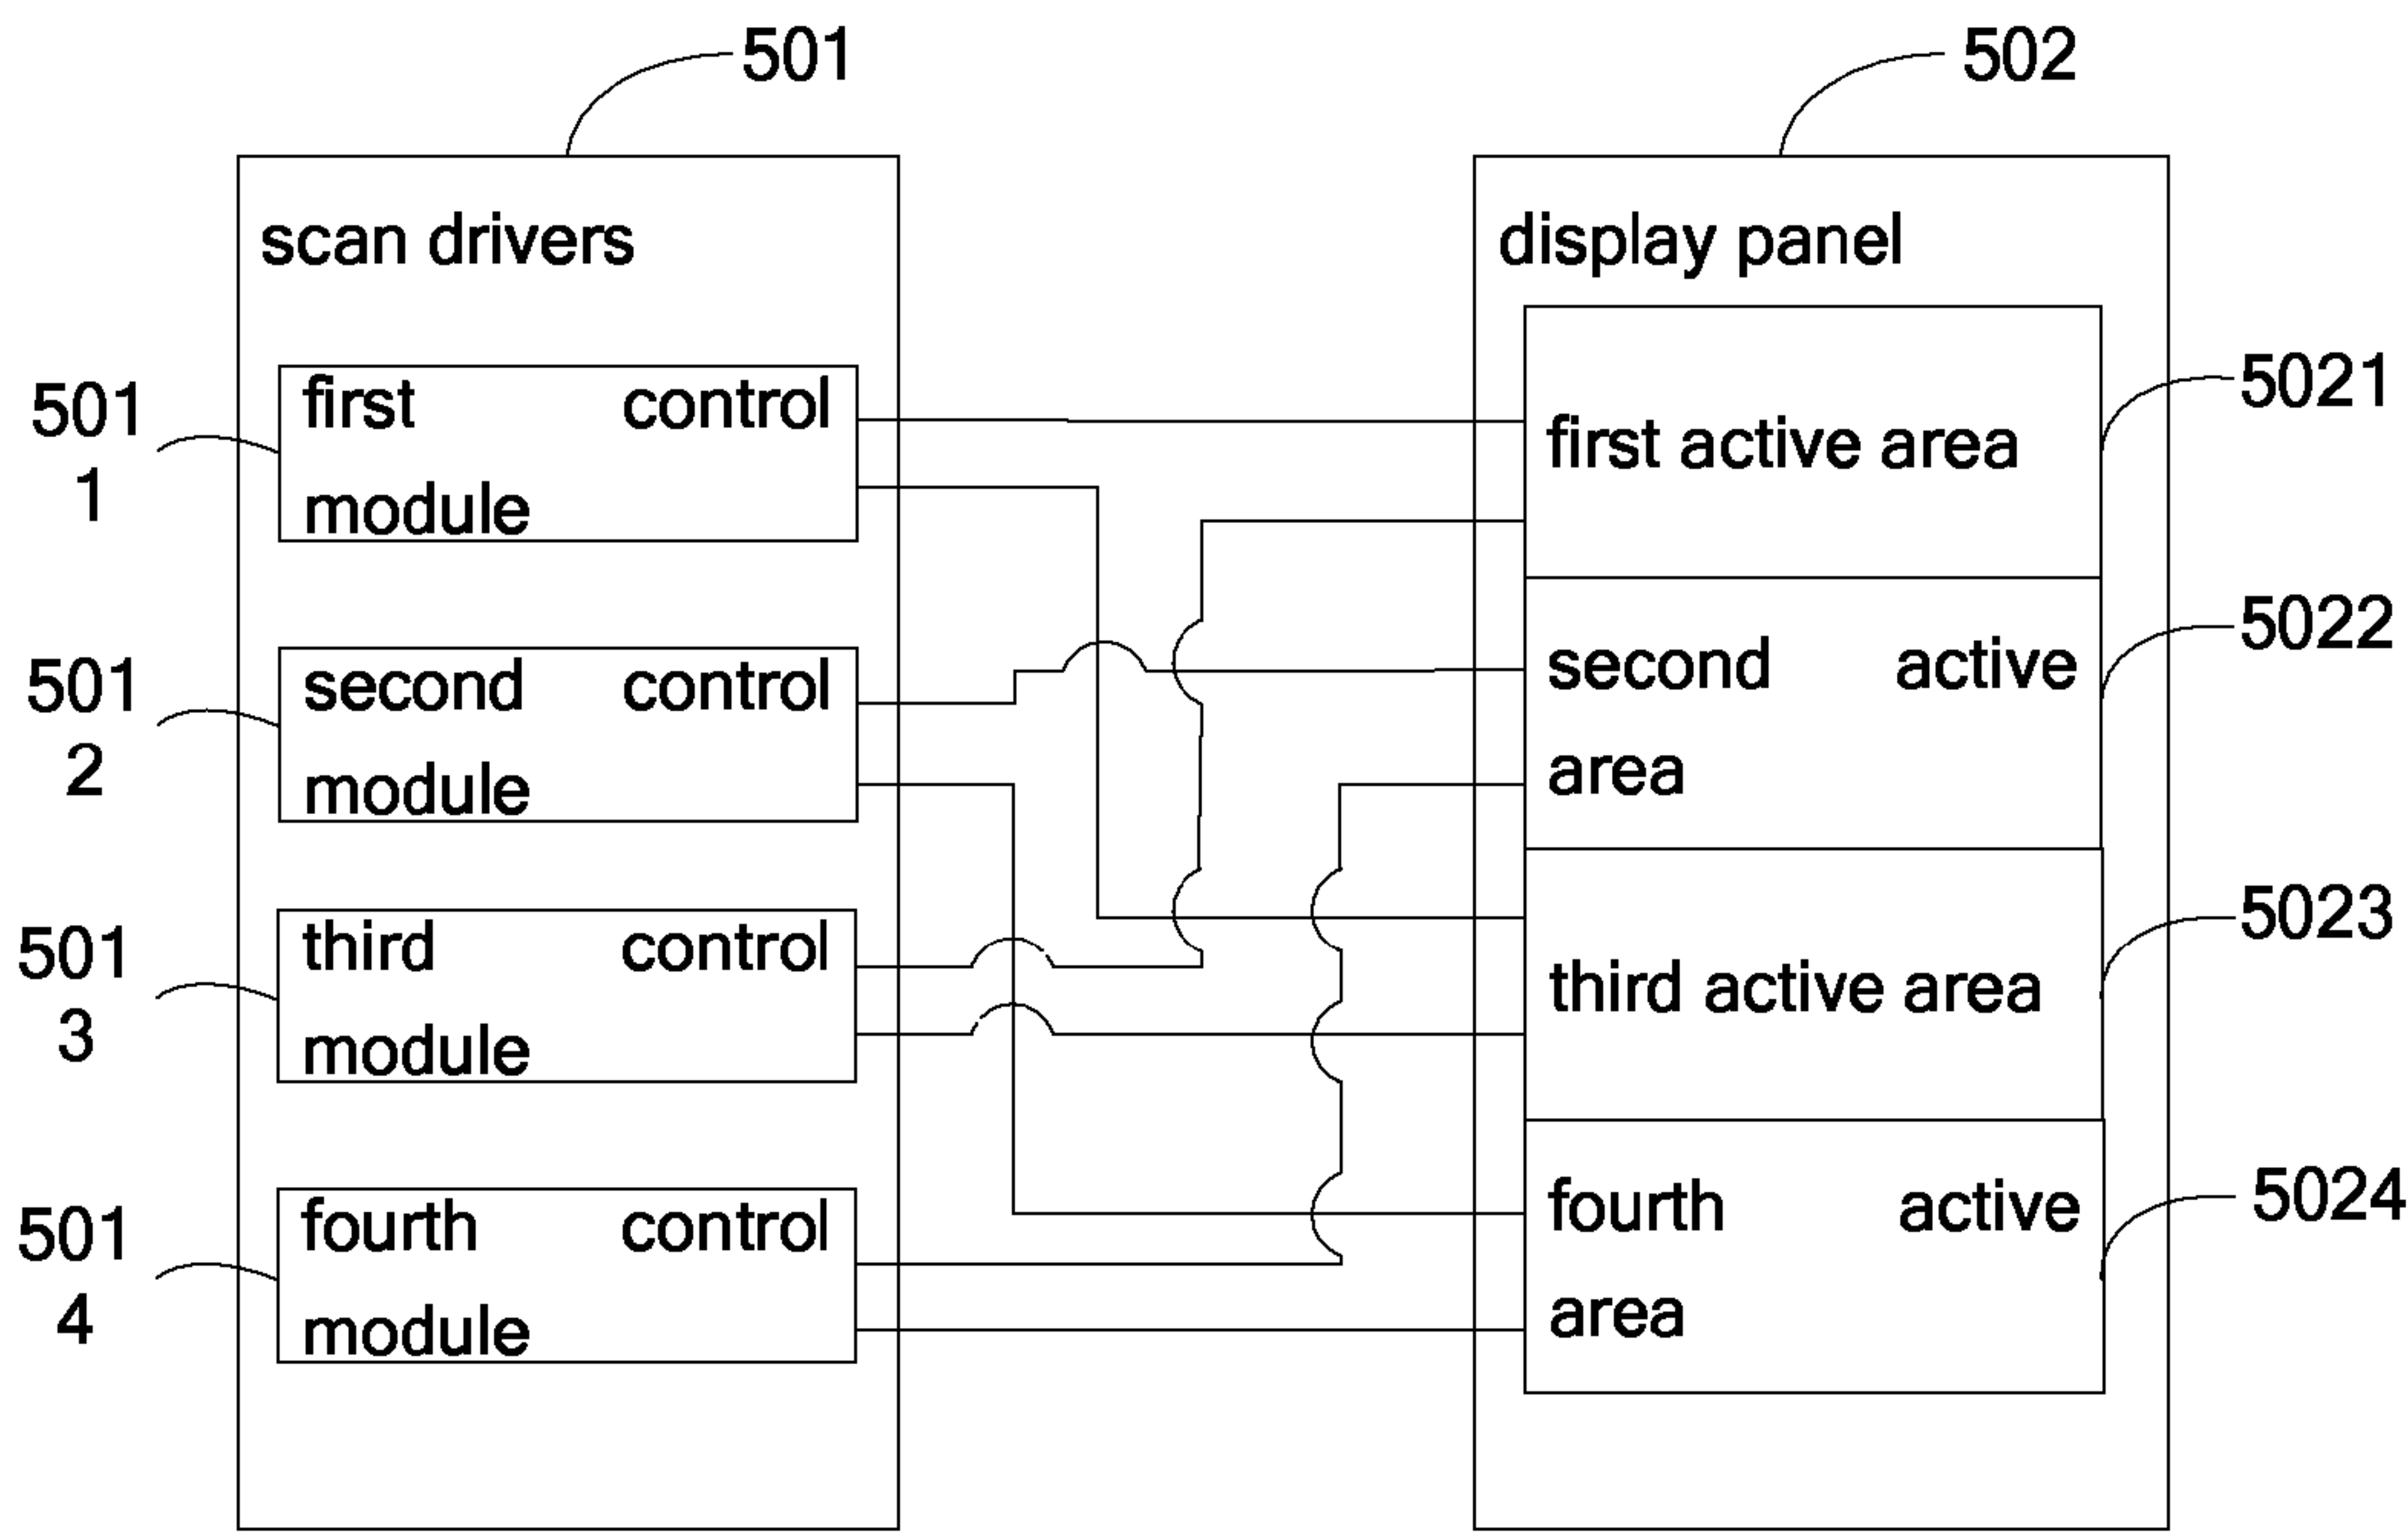 501
502
scan drivers
display panel
501
1
first control
module
501
2
second control
module
501
3
third control
module
501
4
fourth control
module
first active area
5021
second active
area
5022
third active area
5023
fourth active
area
5024